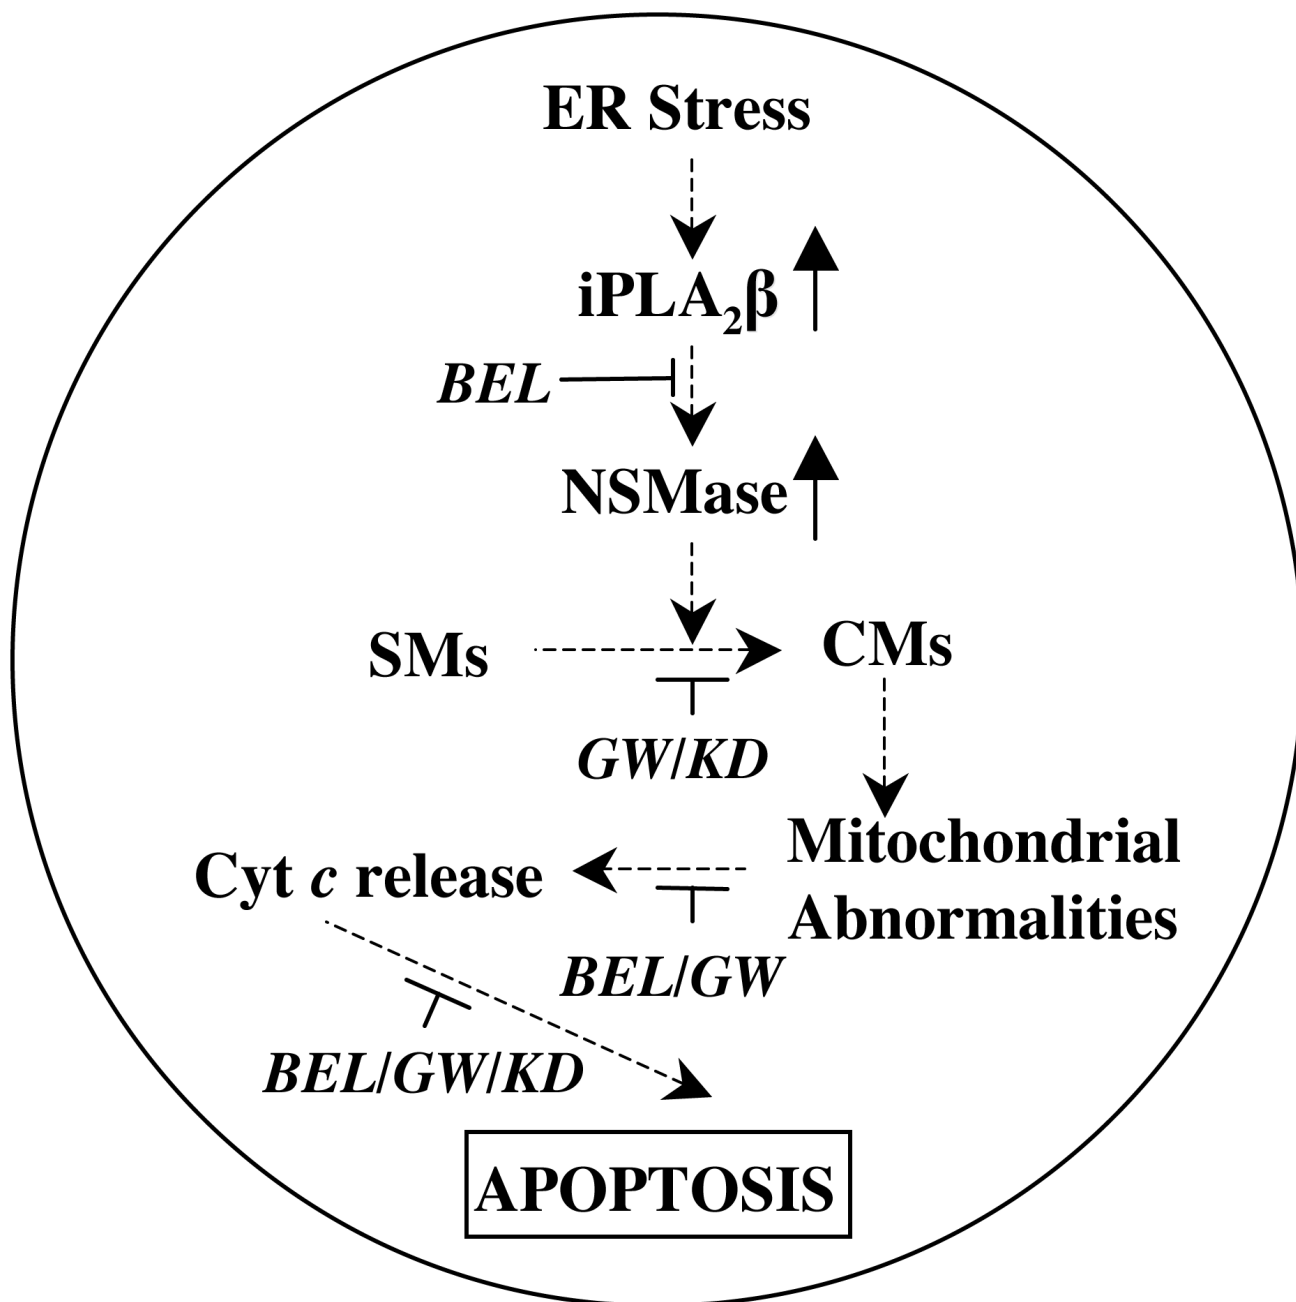 ER Stress
iPLA₂β
BEL
NSMase
SMs
CMs
GW/KD
Mitochondrial
Abnormalities
Cyt c release
BEL/GW
BEL/GW/KD
APOPTOSIS